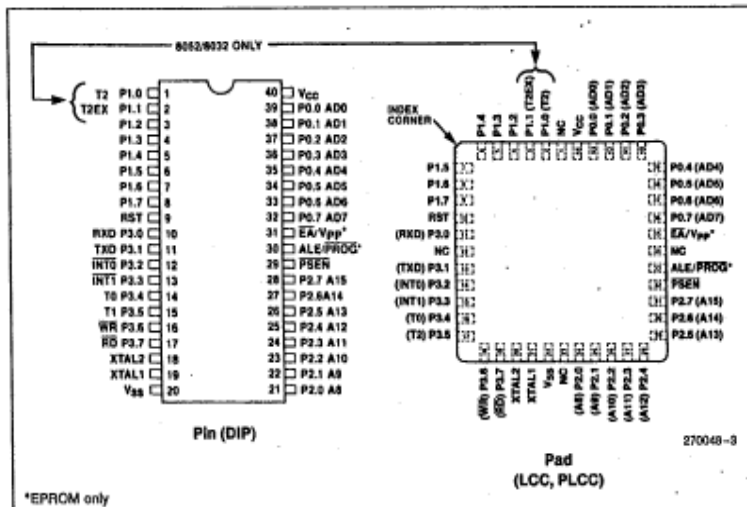 8052/8032 ONLY
T2 P1.0 1
T2EX P1.1 2
P1.2 3
P1.3 4
P1.4 5
P1.5 6
P1.6 7
P1.7 8
RST 9
RXD P3.0 10
TXD P3.1 11
INT0 P3.2 12
INT1 P3.3 13
T0 P3.4 14
T1 P3.5 15
WR P3.6 16
RD P3.7 17
XTAL2 18
XTAL1 19
VSS 20
40 VCC
39 P0.0 AD0
38 P0.1 AD1
37 P0.2 AD2
36 P0.3 AD3
35 P0.4 AD4
34 P0.5 AD5
33 P0.6 AD6
32 P0.7 AD7
31 EA/VPP*
30 ALE/PROG*
29 PSEN
28 P2.7 A15
27 P2.6A14
26 P2.5 A13
25 P2.4 A12
24 P2.3 A11
23 P2.2 A10
22 P2.1 A9
21 P2.0 A8
Pin (DIP)
INDEX
CORNER
P1.4
P1.3
P1.2
P1.1 (T2EX)
P1.0 (T2)
NC
VCC
P0.0 (AD0)
P0.1 (AD1)
P0.2 (AD2)
P0.3 (AD3)
P1.5
P1.6
P1.7
RST
(RXD) P3.0
NC
(TXD) P3.1
(INT0) P3.2
(INT1) P3.3
(T0) P3.4
(T2) P3.5
P0.4 (AD4)
P0.5 (AD5)
P0.6 (AD6)
P0.7 (AD7)
EA/VPP*
NC
ALE/PROG*
PSEN
P2.7 (A15)
P2.6 (A14)
P2.5 (A13)
(WR) P3.6
(RD) P3.7
XTAL2
XTAL1
VSS
NC
(A8) P2.0
(A9) P2.1
(A10) P2.2
(A11) P2.3
(A12) P2.4
270048-3
Pad
(LCC, PLCC)
*EPROM only